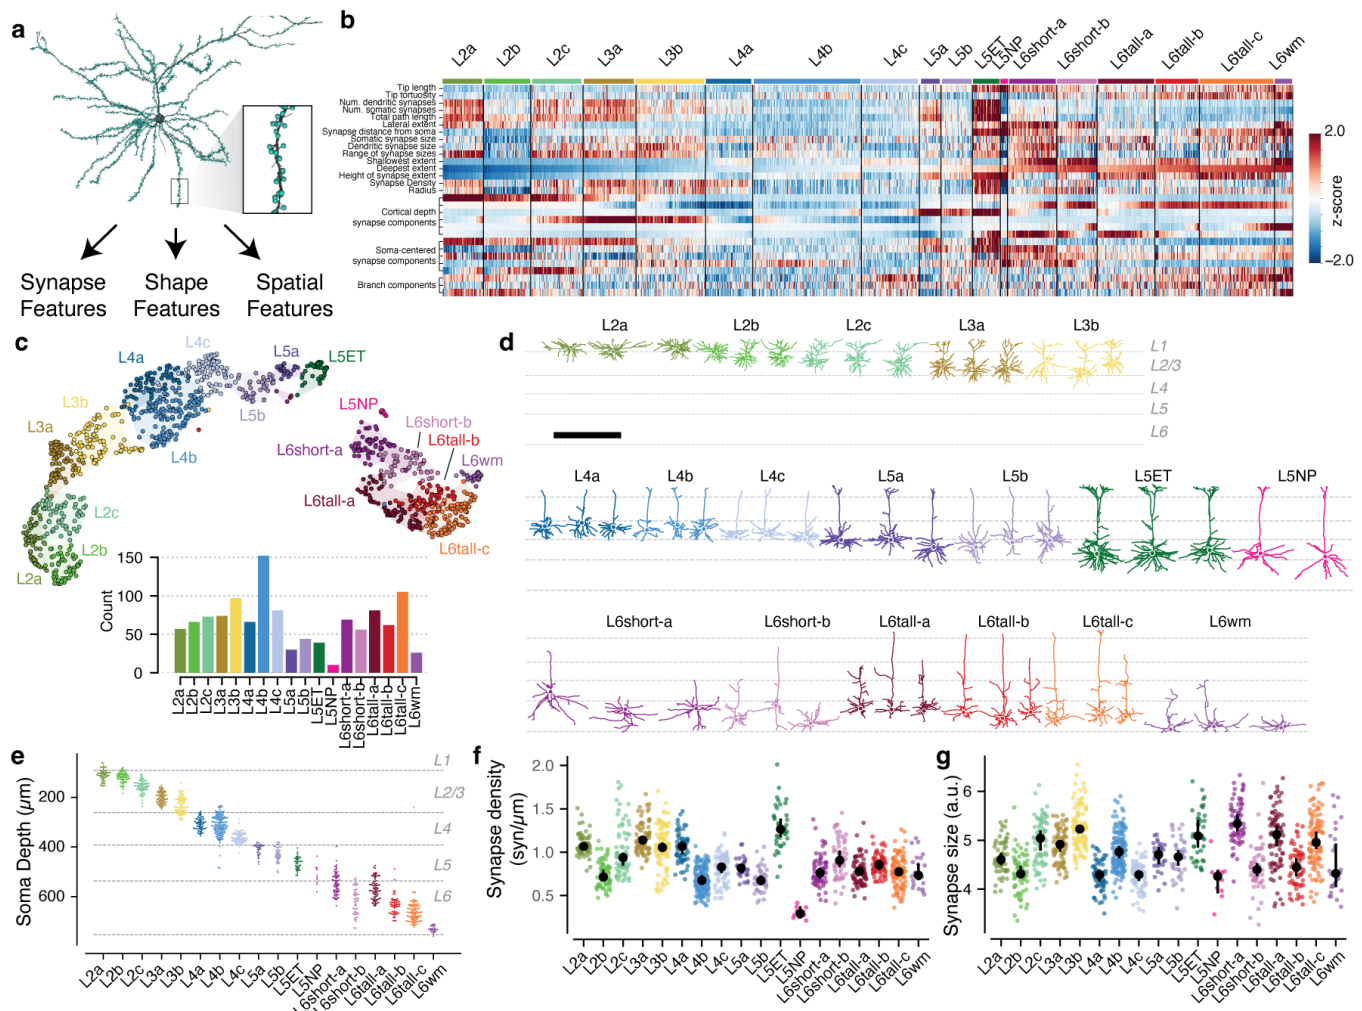 a
Synapse
Features
Shape
Features
Spatial
Features
b
L2a
L2b
L2c
L3a
L3b
L4a
L4b
L4c
L5a
L5b
L5ET
L5NP
L6short-a
L6short-b
L6tall-a
L6tall-b
L6tall-c
L6wm
Tip length
Tip tortuosity
Num. dendritic synapses
Num. somatic synapses
Total path length
Lateral extent
Synapse distance from soma
Somatic synapse size
Dendritic synapse size
Range of synapse sizes
Shallowest extent
Deepest extent
Height of synapse extent
Synapse Density
Radius
Cortical depth
synapse components
Soma-centered
synapse components
Branch components
2.0
z-score
−2.0
c
L4a
L4c
L5a
L5ET
L3b
L5b
L3a
L4b
L5NP
L6short-b
L6short-a
L6tall-b
L6wm
L6tall-a
L2c
L2b
L2a
L6tall-c
Count
150
100
50
0
L2a
L2b
L2c
L3a
L3b
L4a
L4b
L4c
L5a
L5b
L5ET
L5NP
L6short-a
L6short-b
L6tall-a
L6tall-b
L6tall-c
L6wm
d
L2a
L2b
L2c
L3a
L3b
L1
L2/3
L4
L5
L6
L4a
L4b
L4c
L5a
L5b
L5ET
L5NP
L6short-a
L6short-b
L6tall-a
L6tall-b
L6tall-c
L6wm
e
Soma Depth (μm)
200
400
600
L1
L2/3
L4
L5
L6
L2a
L2b
L2c
L3a
L3b
L4a
L4b
L4c
L5a
L5b
L5ET
L5NP
L6short-a
L6short-b
L6tall-a
L6tall-b
L6tall-c
L6wm
f
Synapse density
(syn/μm)
2.0
1.5
1.0
0.5
L2a
L2b
L2c
L3a
L3b
L4a
L4b
L4c
L5a
L5b
L5ET
L5NP
L6short-a
L6short-b
L6tall-a
L6tall-b
L6tall-c
L6wm
g
Synapse size (a.u.)
6
5
4
L2a
L2b
L2c
L3a
L3b
L4a
L4b
L4c
L5a
L5b
L5ET
L5NP
L6short-a
L6short-b
L6tall-a
L6tall-b
L6tall-c
L6wm